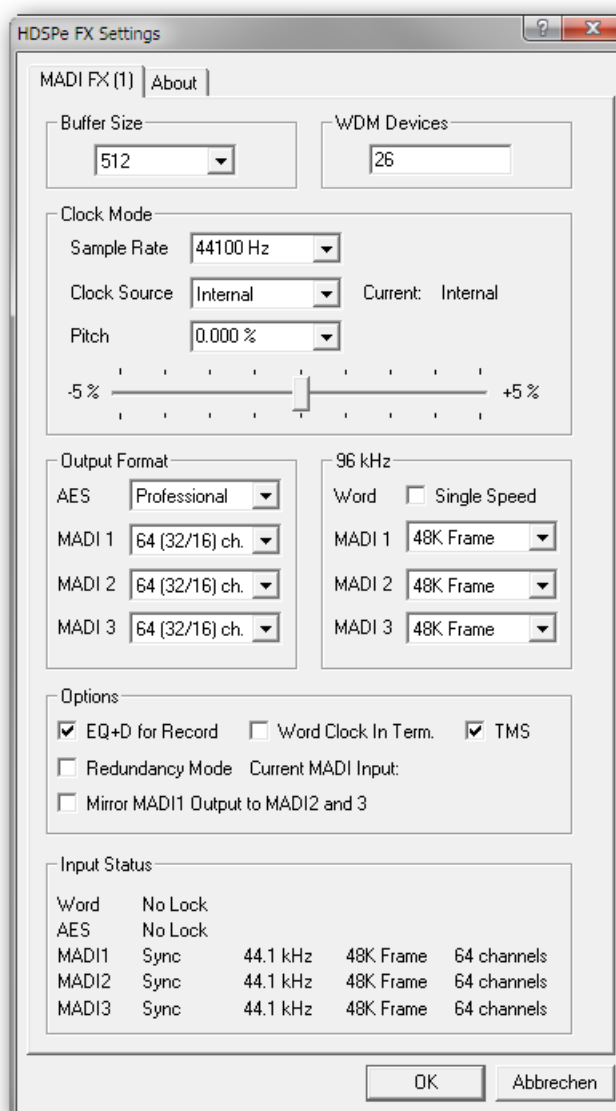 HDSPe FX Settings
MADI FX (1) About
Buffer Size
512
WDM Devices
26
Clock Mode
Sample Rate 44100 Hz
Clock Source Internal Current: Internal
Pitch 0.000 %
-5 % +5 %
Output Format
AES Professional
MADI 1 64 (32/16) ch.
MADI 2 64 (32/16) ch.
MADI 3 64 (32/16) ch.
96 kHz
Word Single Speed
MADI 1 48K Frame
MADI 2 48K Frame
MADI 3 48K Frame
Options
EQ+D for Record Word Clock In Term. TMS
Redundancy Mode Current MADI Input:
Mirror MADI1 Output to MADI2 and 3
Input Status
Word No Lock
AES No Lock
MADI1 Sync 44.1 kHz 48K Frame 64 channels
MADI2 Sync 44.1 kHz 48K Frame 64 channels
MADI3 Sync 44.1 kHz 48K Frame 64 channels
OK Abbrechen